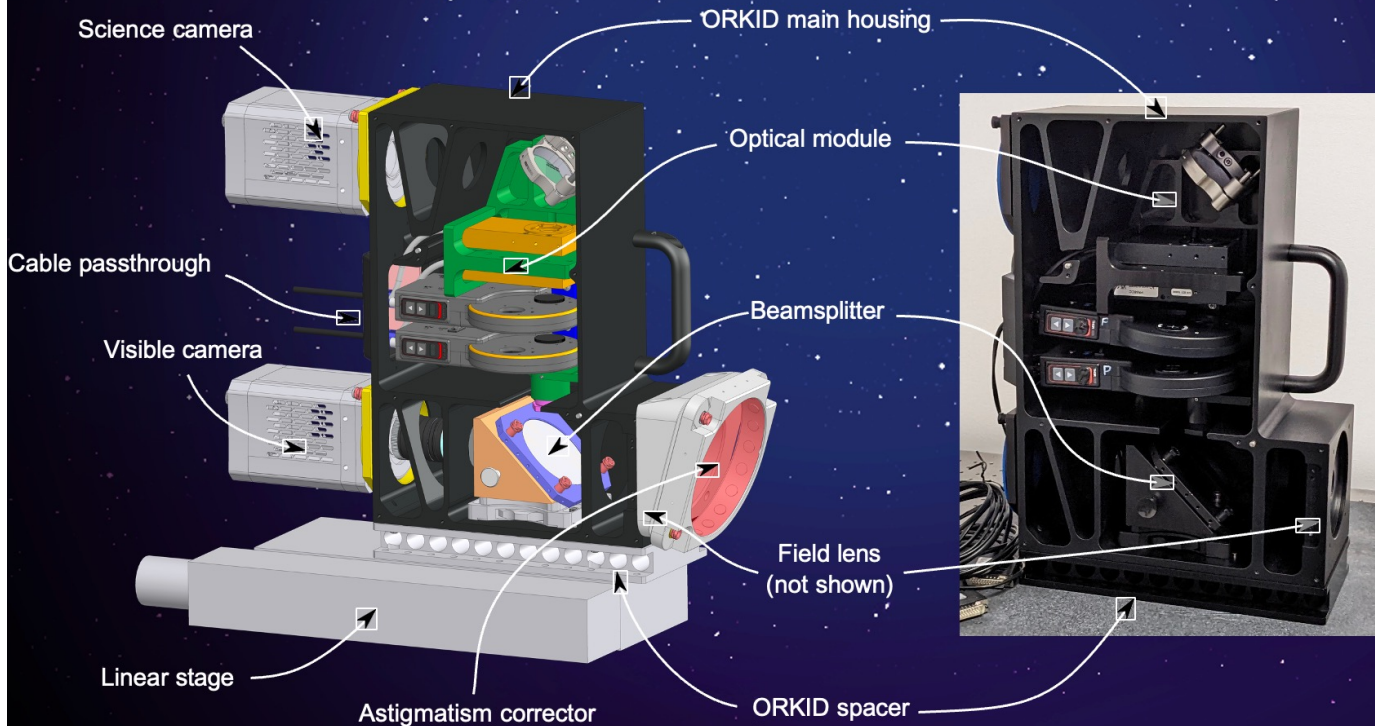 Science camera
ORKID main housing
Optical module
Cable passthrough
Beamsplitter
Visible camera
F
P
Field lens
(not shown)
Linear stage
Astigmatism corrector
ORKID spacer